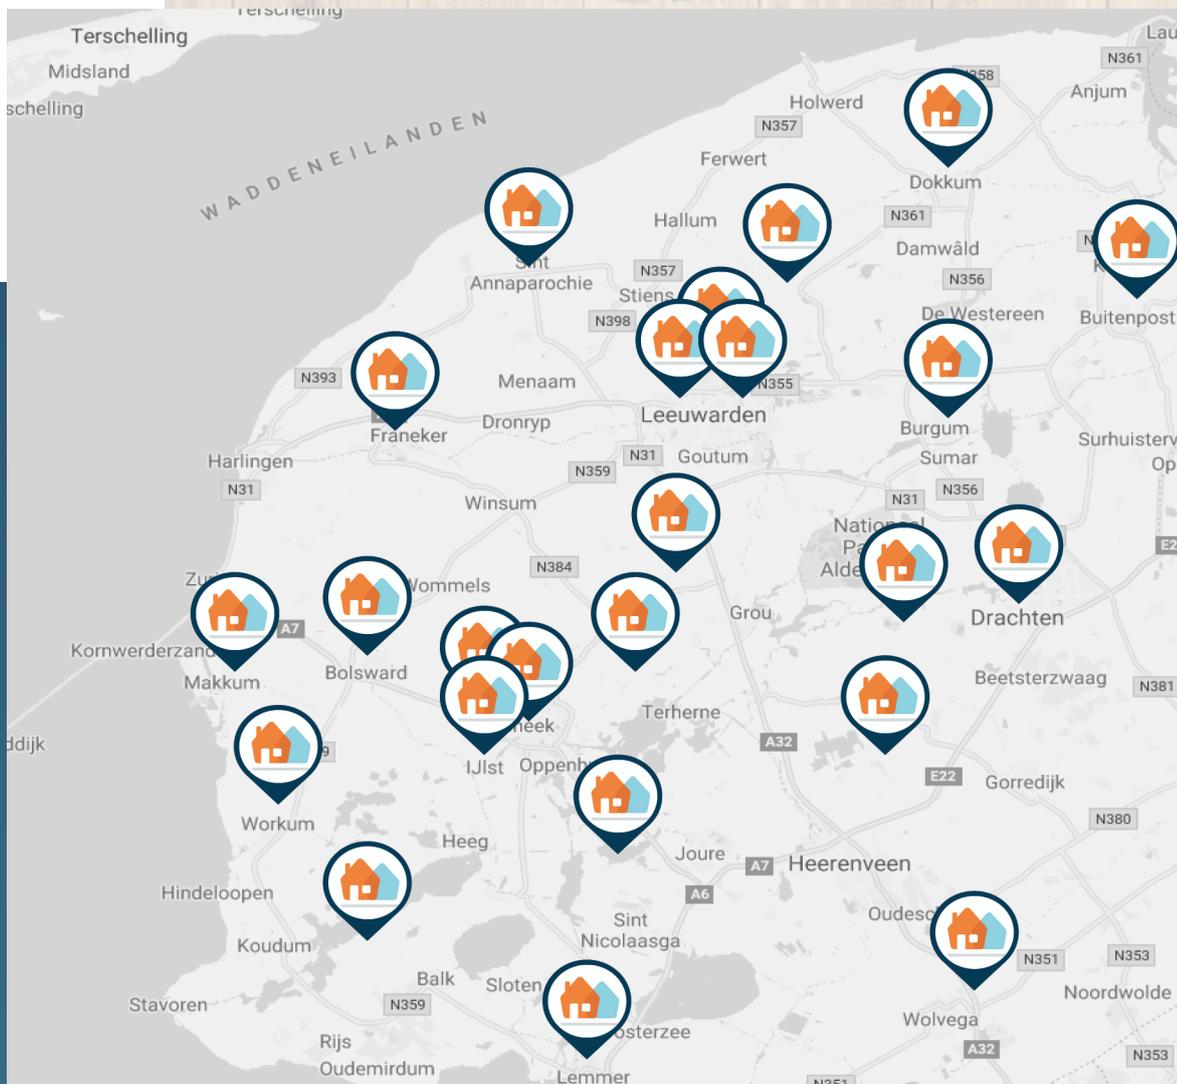 Terschelling
Terschelling
Midsland
schelling
WADDENEILANDEN
N361
Anjum
Holwerd
N357
Ferwert
Dokkum
Hallum
N361
Damwâld
Sint
Annaparochie
N357
N356
Stiens
N398
De Westereen
Buitenpost
N393
Menaam
N355
Leeuwarden
Franeker
Dronryp
Burgum
Harlingen
N31
Goutum
Sumar
N359
N31
N356
N31
Winsum
N384
Wommels
Grou
Drachten
A7
Kornwerderzand
Makkum
Bolsward
Beetsterzwaag
N381
Terherne
A32
IJlst
E22
Gorredijk
Workum
N380
Heeg
Joure
A7
Heerenveen
A6
Hindeloopen
Sint
Nicolaasga
Koudum
N351
N353
Balk
Sloten
Noordwolde
Stavoren
N359
Wolvega
Rijs
A32
N353
Oudemirdum
Lemmer
N351